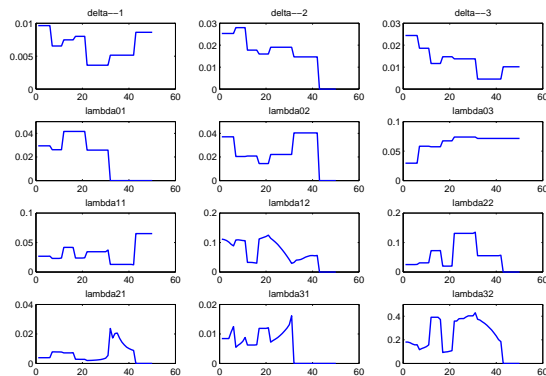 delta−−1 delta−−2 delta−−3
0.01 0.03 0.03
0.02 0.02
0.005
0.01 0.01
0 0 0
0 20 40 60 0 20 40 60 0 20 40 60
lambda01 lambda02 lambda03
0.1
0.04 0.04
0.05
0.02 0.02
0 0 0
0 20 40 60 0 20 40 60 0 20 40 60
lambda11 lambda12 lambda22
0.1 0.2 0.2
0.05 0.1 0.1
0 0 0
0 20 40 60 0 20 40 60 0 20 40 60
lambda21 lambda31 lambda32
0.04 0.02
0.4
0.02 0.01
0.2
0 0 0
0 20 40 60 0 20 40 60 0 20 40 60